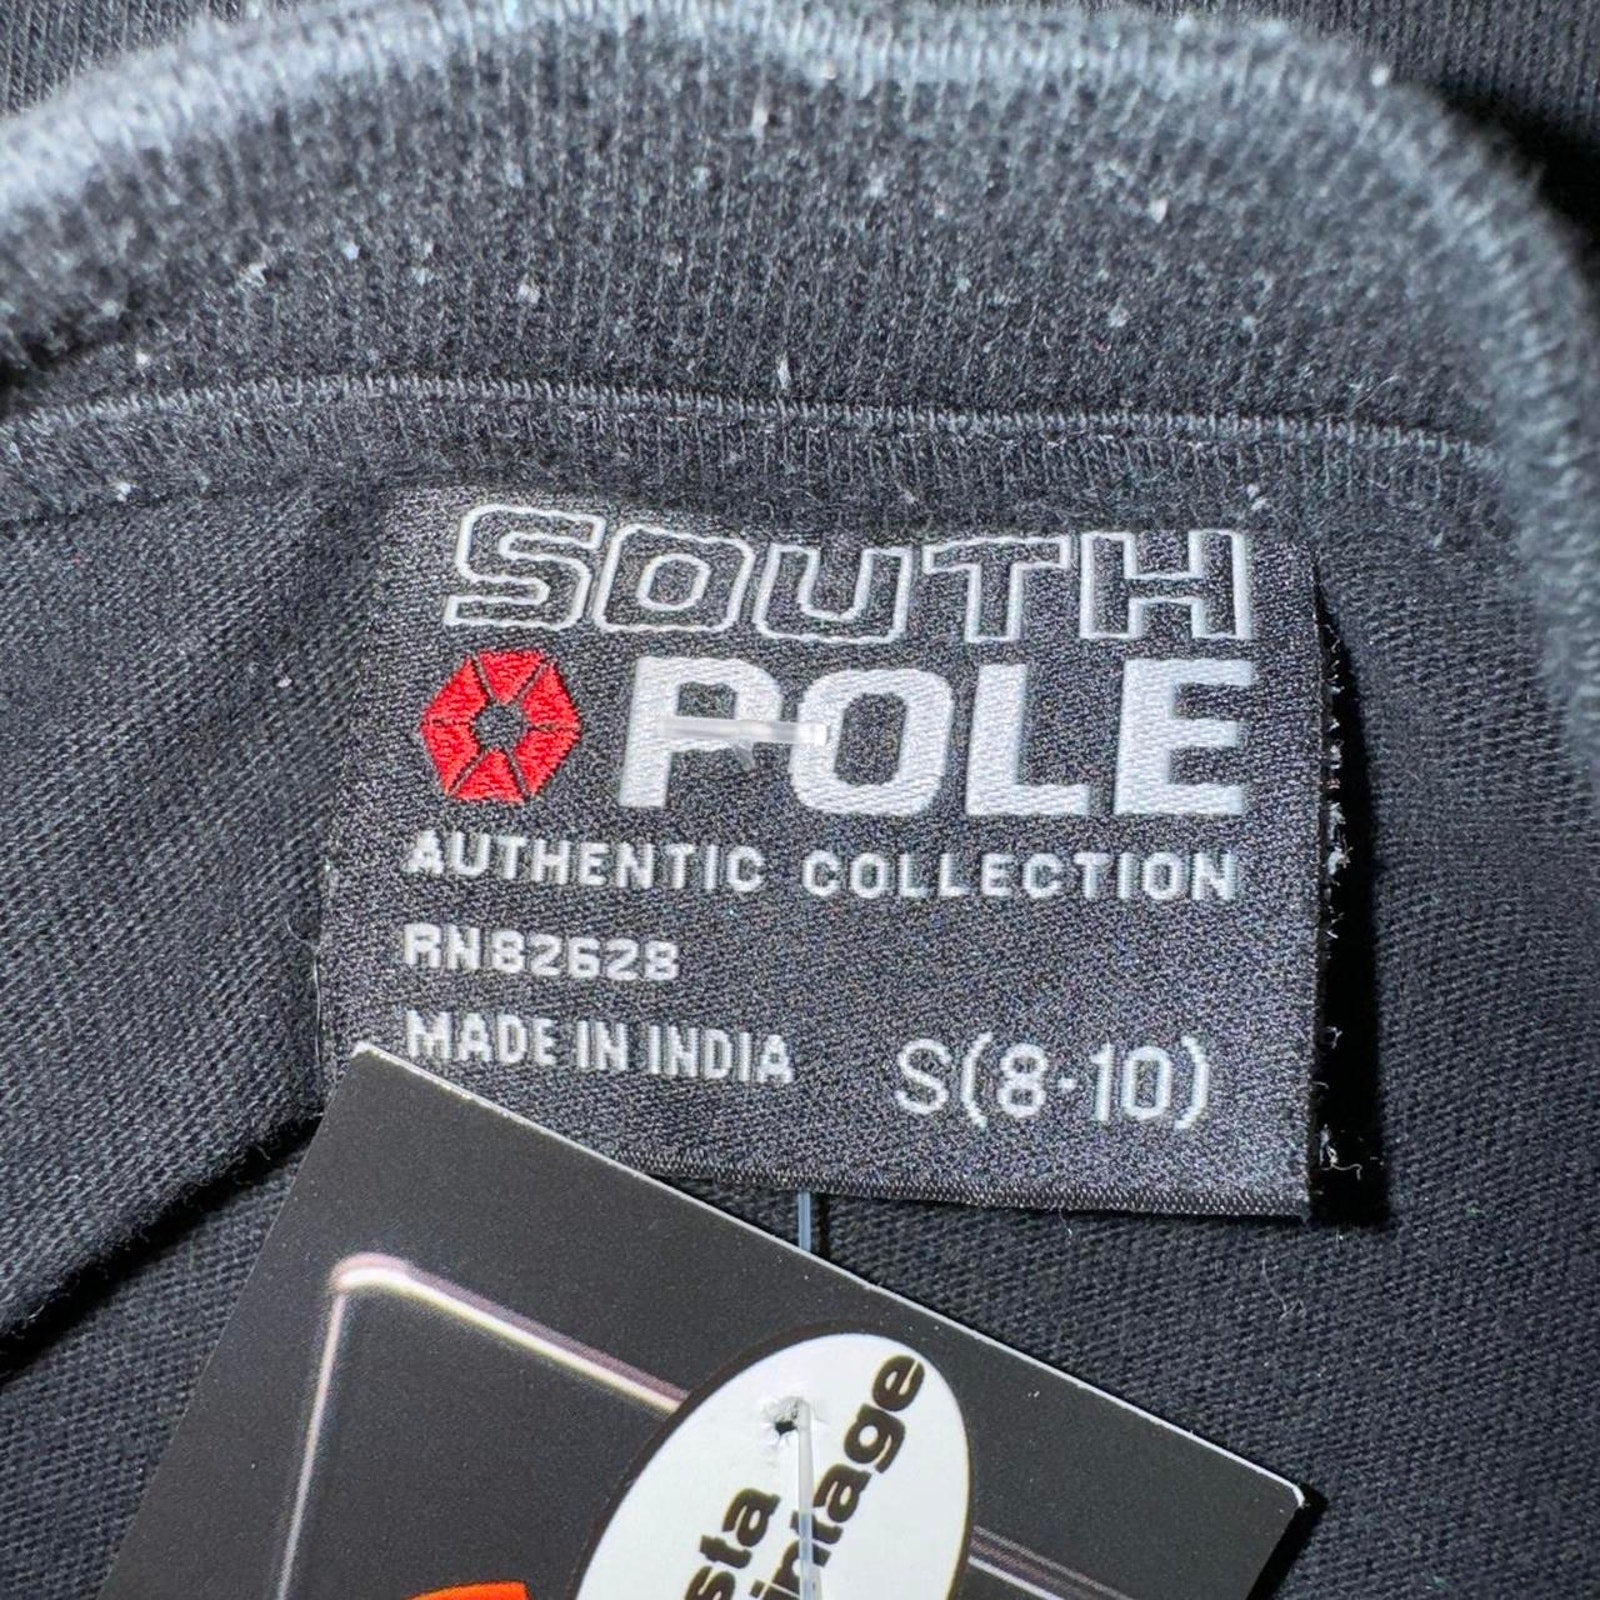 SOUTH
POLE
AUTHENTIC COLLECTION
RN82628
MADE IN INDIA
S(8-10)